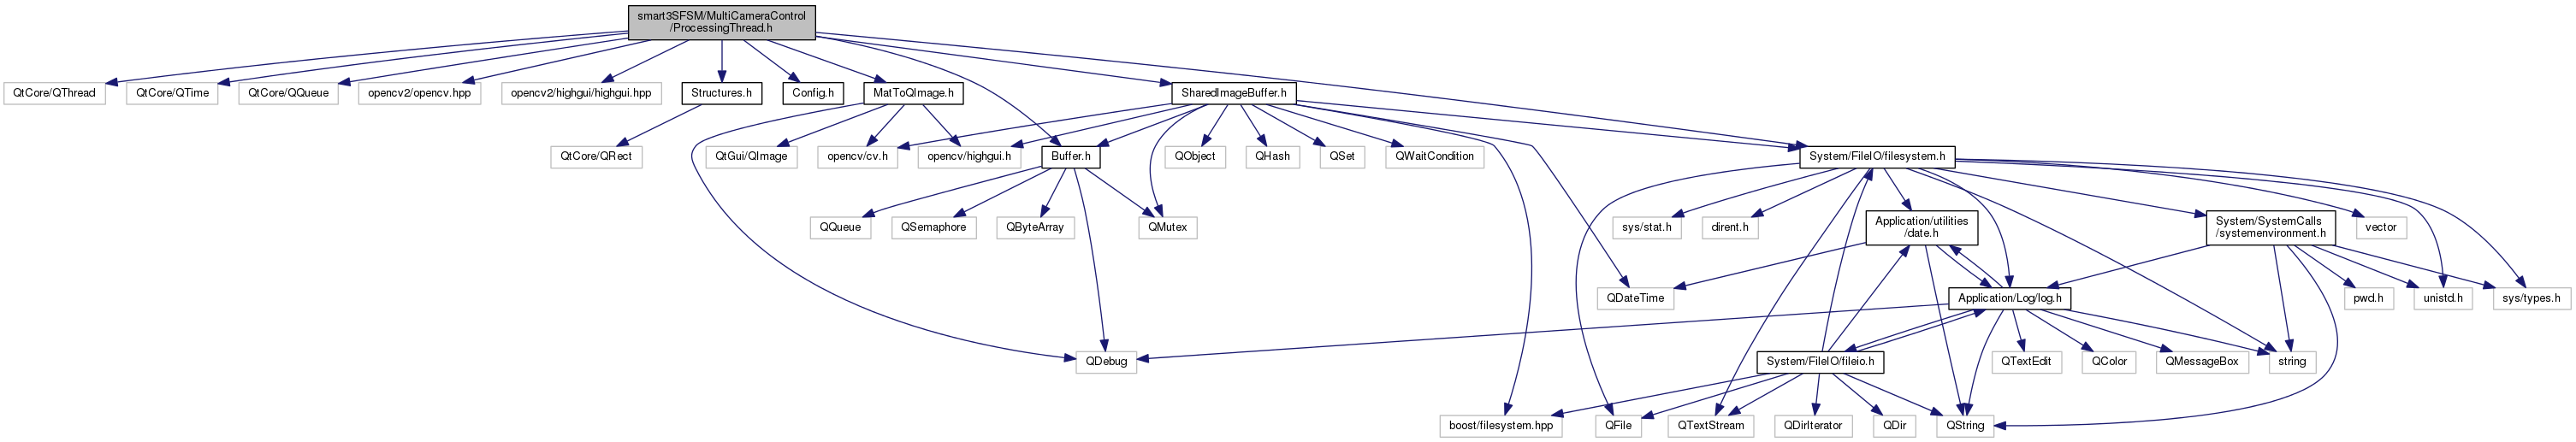 smart3SFSM/MultiCameraControl
/ProcessingThread.h
QtCore/QThread
QtCore/QTime
QtCore/QQueue
opencv2/opencv.hpp
opencv2/highgui/highgui.hpp
Structures.h
Config.h
MatToQImage.h
SharedImageBuffer.h
QtCore/QRect
QtGui/QImage
opencv/cv.h
opencv/highgui.h
Buffer.h
QObject
QHash
QSet
QWaitCondition
System/FileIO/filesystem.h
QQueue
QSemaphore
QByteArray
QMutex
sys/stat.h
dirent.h
Application/utilities
/date.h
System/SystemCalls
/systemenvironment.h
vector
QDateTime
Application/Log/log.h
pwd.h
unistd.h
sys/types.h
QDebug
System/FileIO/fileio.h
QTextEdit
QColor
QMessageBox
string
boost/filesystem.hpp
QFile
QTextStream
QDirIterator
QDir
QString